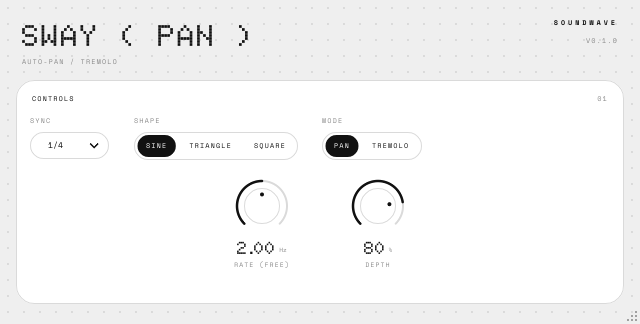 SWAY ( PAN )
SOUNDWAVE
V0.1.0
AUTO-PAN / TREMOLO
CONTROLS
01
SYNC
SHAPE
MODE
1/4
SINE
TRIANGLE
SQUARE
PAN
TREMOLO
2.00 Hz
80 %
RATE (FREE)
DEPTH